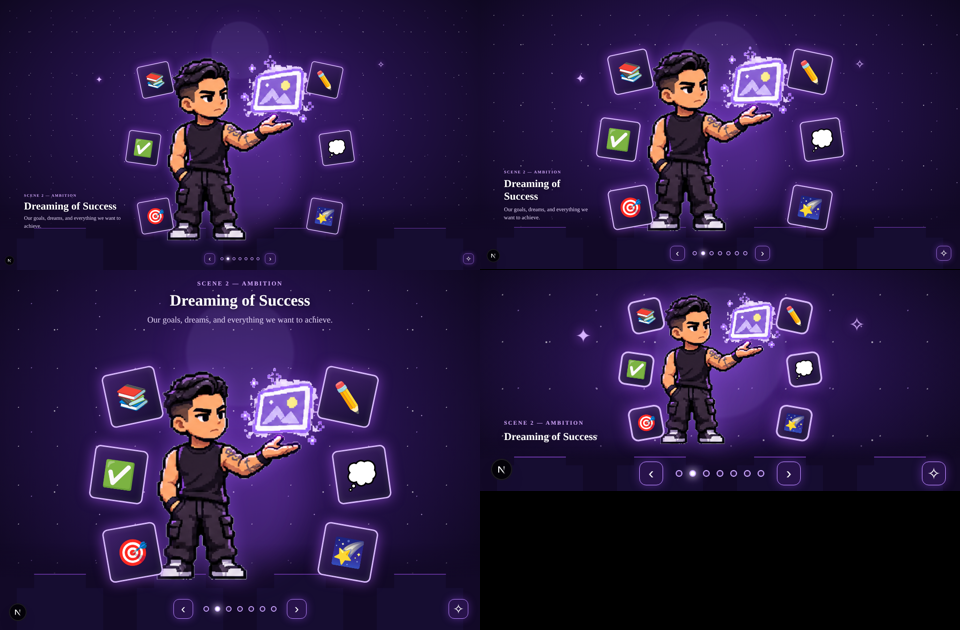 SCENE 2 — AMBITION
Dreaming of Success
Our goals, dreams, and everything we want to
achieve.
N
SCENE 2 — AMBITION
Dreaming of
Success
Our goals, dreams, and everything we
want to achieve.
N
SCENE 2 — AMBITION
Dreaming of Success
Our goals, dreams, and everything we want to achieve.
N
SCENE 2 — AMBITION
Dreaming of Success
N